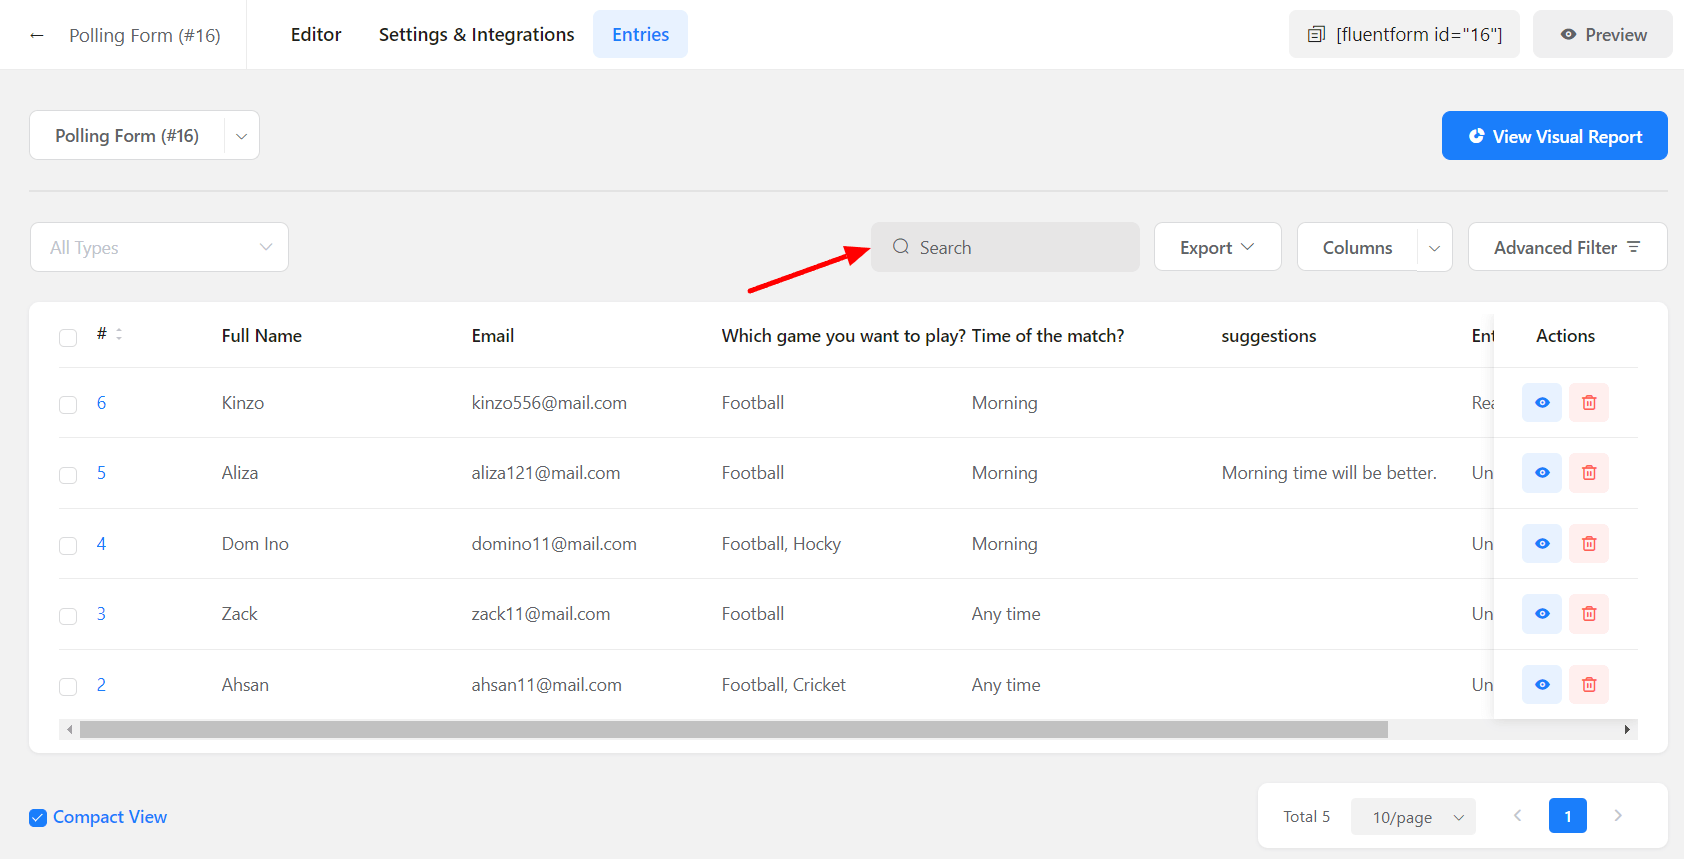 ← Polling Form (#16) Editor Settings & Integrations Entries [fluentform id="16"] Preview
Polling Form (#16) View Visual Report
All Types Search Export Columns Advanced Filter
# Full Name Email Which game you want to play? Time of the match? suggestions Ent Actions
6 Kinzo kinzo556@mail.com Football Morning Rea
5 Aliza aliza121@mail.com Football Morning Morning time will be better. Un
4 Dom Ino domino11@mail.com Football, Hocky Morning Un
3 Zack zack11@mail.com Football Any time Un
2 Ahsan ahsan11@mail.com Football, Cricket Any time Un
Compact View Total 5 10/page 1